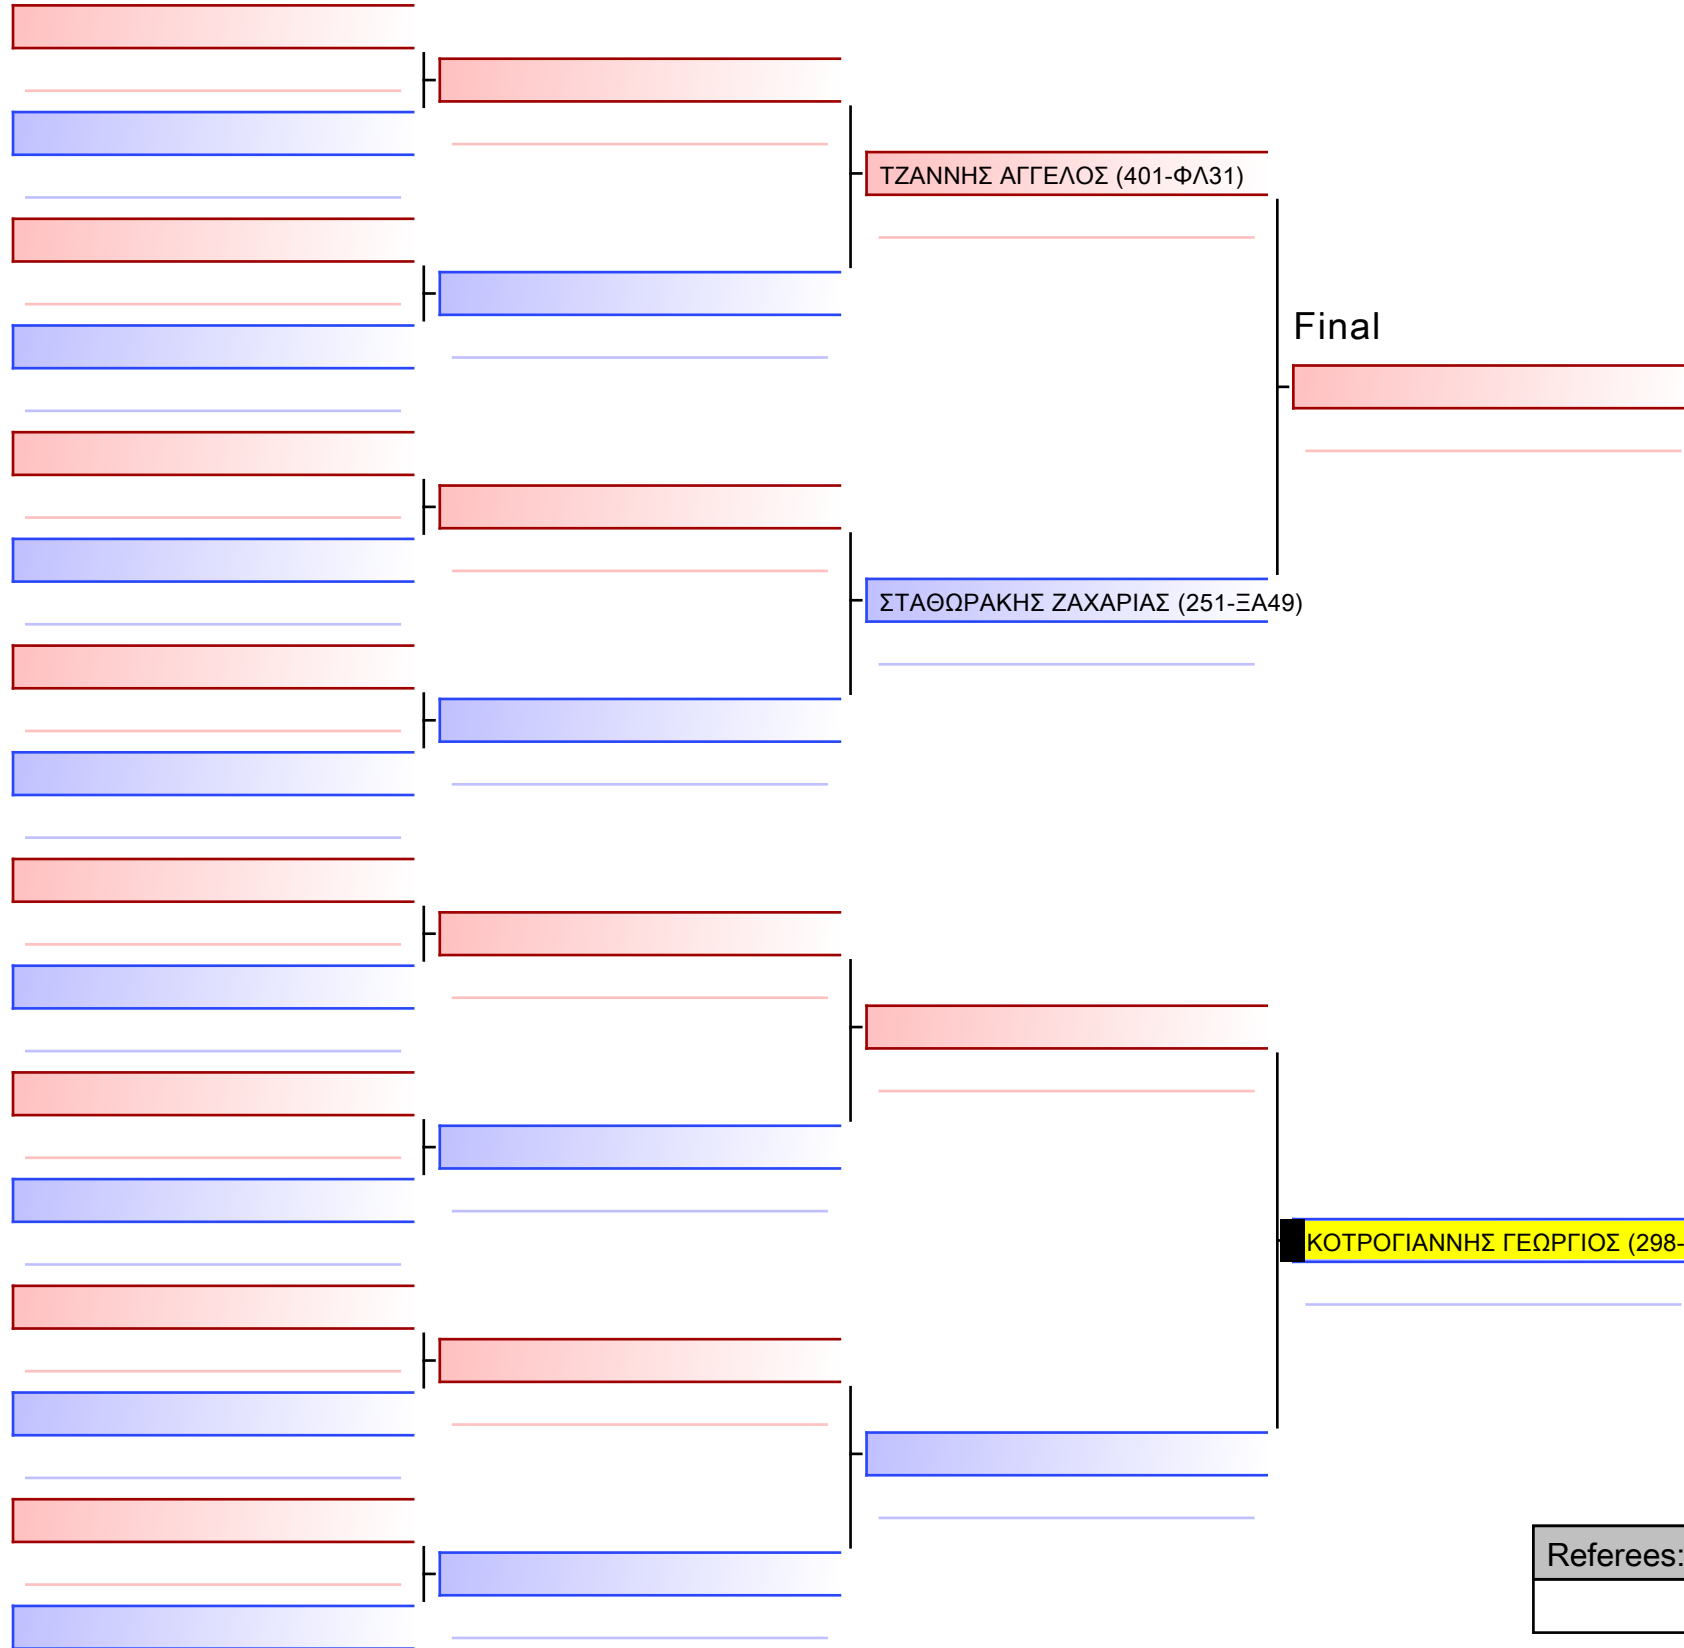 ΤΖΑΝΝΗΣ ΑΓΓΕΛΟΣ (401-ΦΛ31)
Final
ΣΤΑΘΩΡΑΚΗΣ ΖΑΧΑΡΙΑΣ (251-ΞΑ49)
ΚΟΤΡΟΓΙΑΝΝΗΣ ΓΕΩΡΓΙΟΣ (298-
Referees: